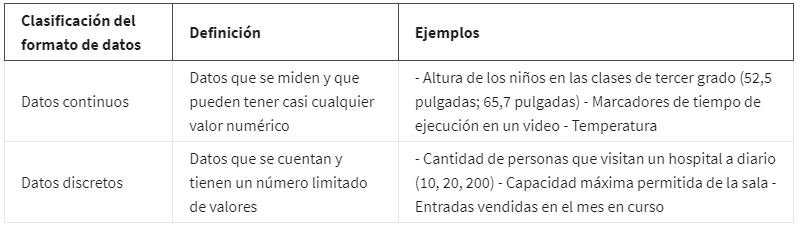 Clasificación del
formato de datos
Definición
Ejemplos
Datos continuos
Datos que se miden y que
pueden tener casi cualquier
valor numérico
- Altura de los niños en las clases de tercer grado (52,5
pulgadas; 65,7 pulgadas) - Marcadores de tiempo de
ejecución en un video - Temperatura
Datos discretos
Datos que se cuentan y
tienen un número limitado
de valores
- Cantidad de personas que visitan un hospital a diario
(10, 20, 200) - Capacidad máxima permitida de la sala -
Entradas vendidas en el mes en curso